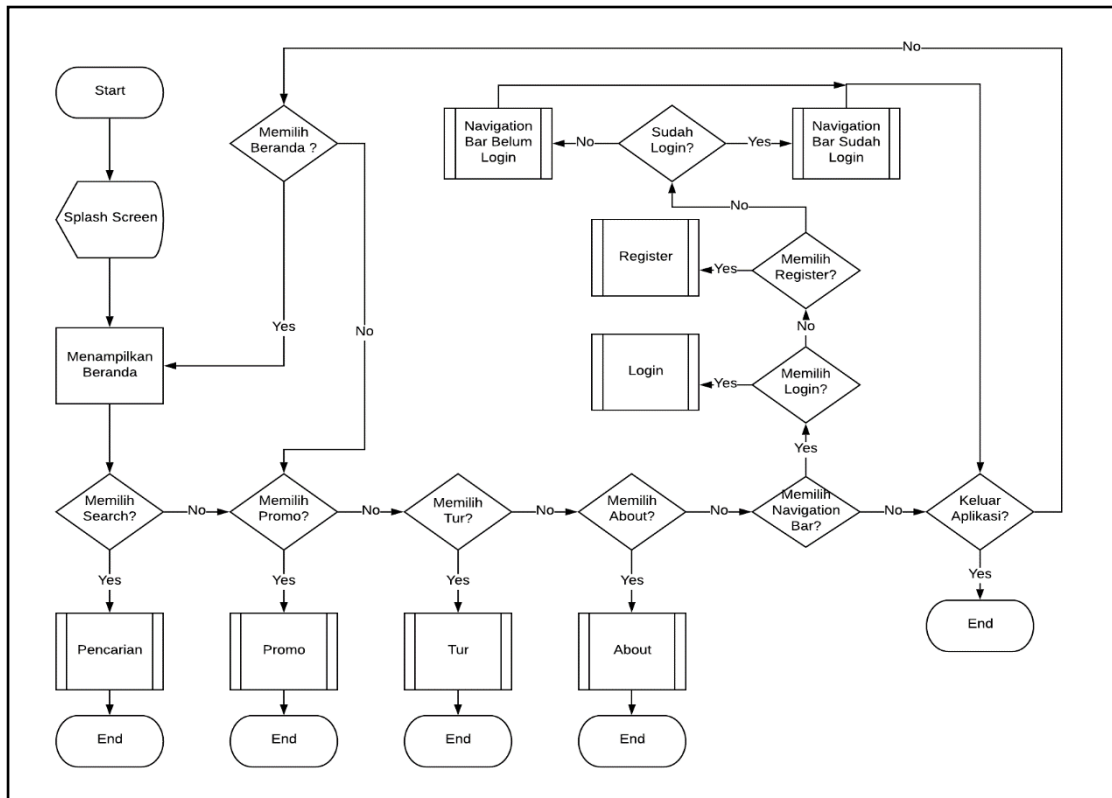 No
Start
Memilih
Beranda ?
Navigation
Bar Belum
Login
No
Sudah
Login?
Yes
Navigation
Bar Sudah
Login
Splash Screen
No
Register
Yes
Memilih
Register?
Yes
No
No
Menampilkan
Beranda
Login
Yes
Memilih
Login?
Yes
Memilih
Search?
No
Memilih
Promo?
No
Memilih
Tur?
No
Memilih
About?
No
Memilih
Navigation
Bar?
No
Keluar
Aplikasi?
Yes
Yes
Yes
Yes
Yes
Pencarian
Promo
Tur
About
End
End
End
End
End